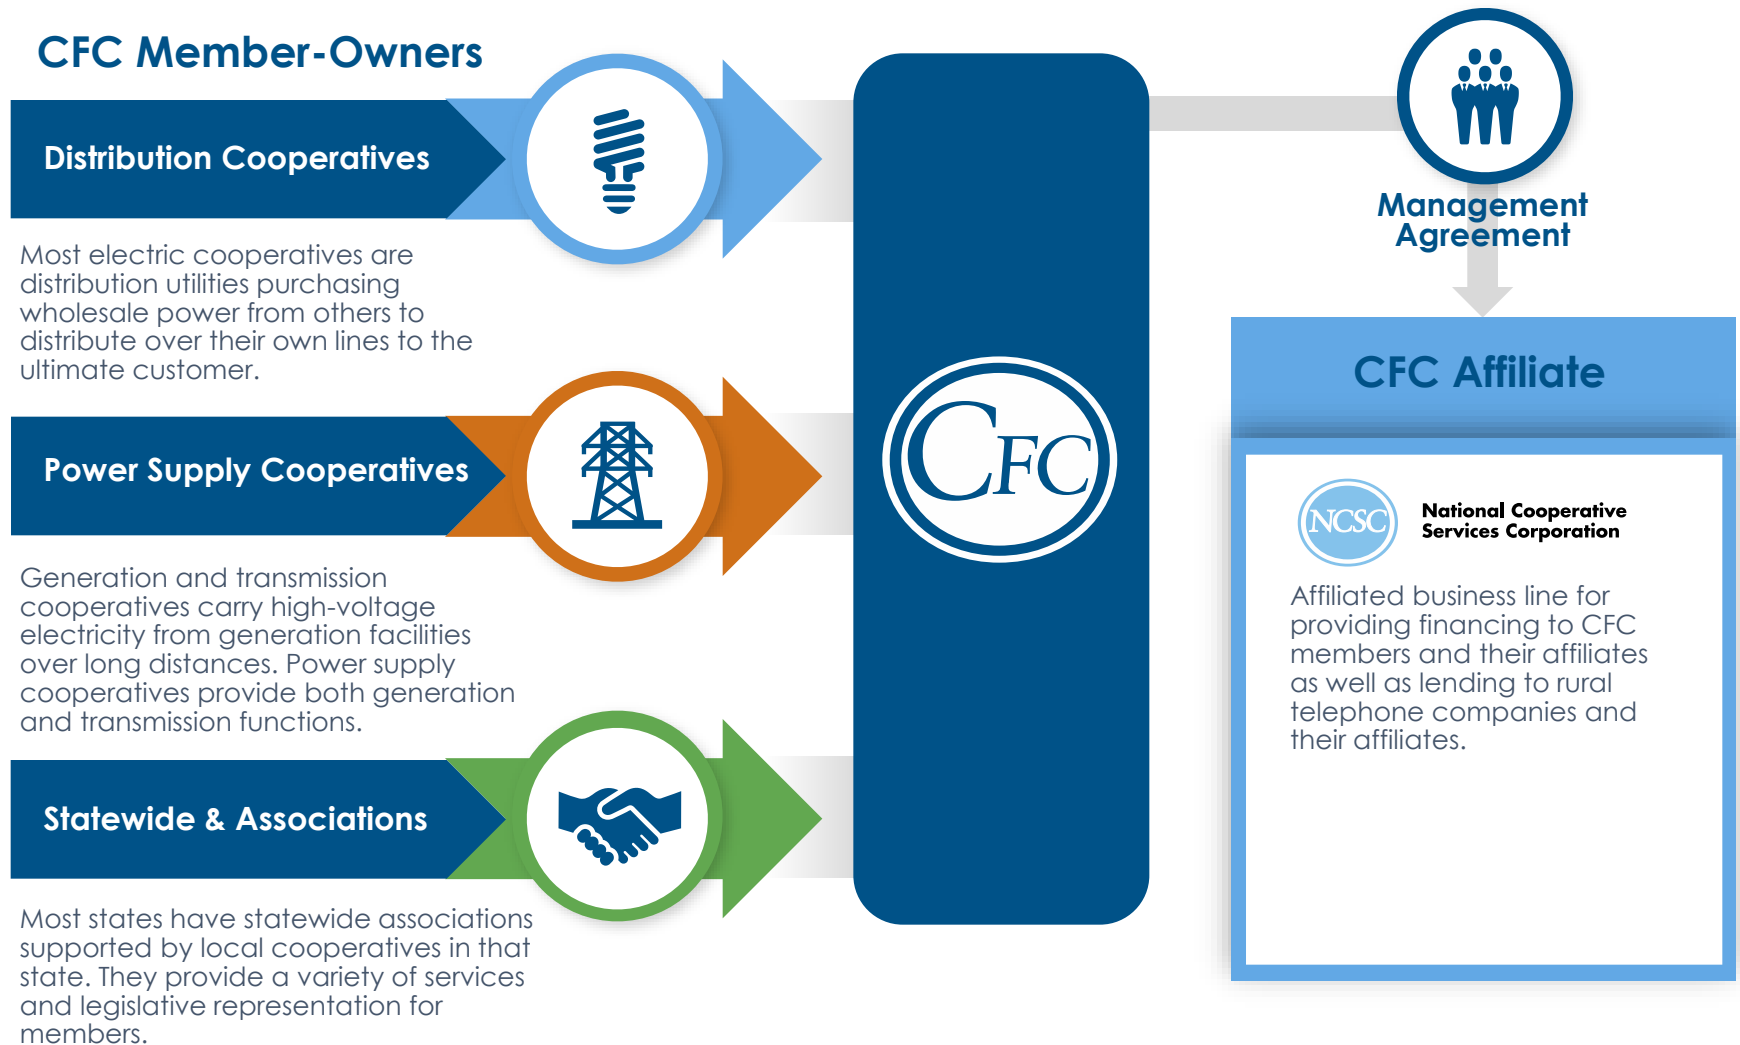 CFC Member-Owners
Distribution Cooperatives
Most electric cooperatives are
distribution utilities purchasing
wholesale power from others to
distribute over their own lines to the
ultimate customer.
Power Supply Cooperatives
Generation and transmission
cooperatives carry high-voltage
electricity from generation facilities
over long distances. Power supply
cooperatives provide both generation
and transmission functions.
Statewide & Associations
Most states have statewide associations
supported by local cooperatives in that
state. They provide a variety of services
and legislative representation for
members.
CFC
Management
Agreement
CFC Affiliate
NCSC
National Cooperative
Services Corporation
Affiliated business line for
providing financing to CFC
members and their affiliates
as well as lending to rural
telephone companies and
their affiliates.